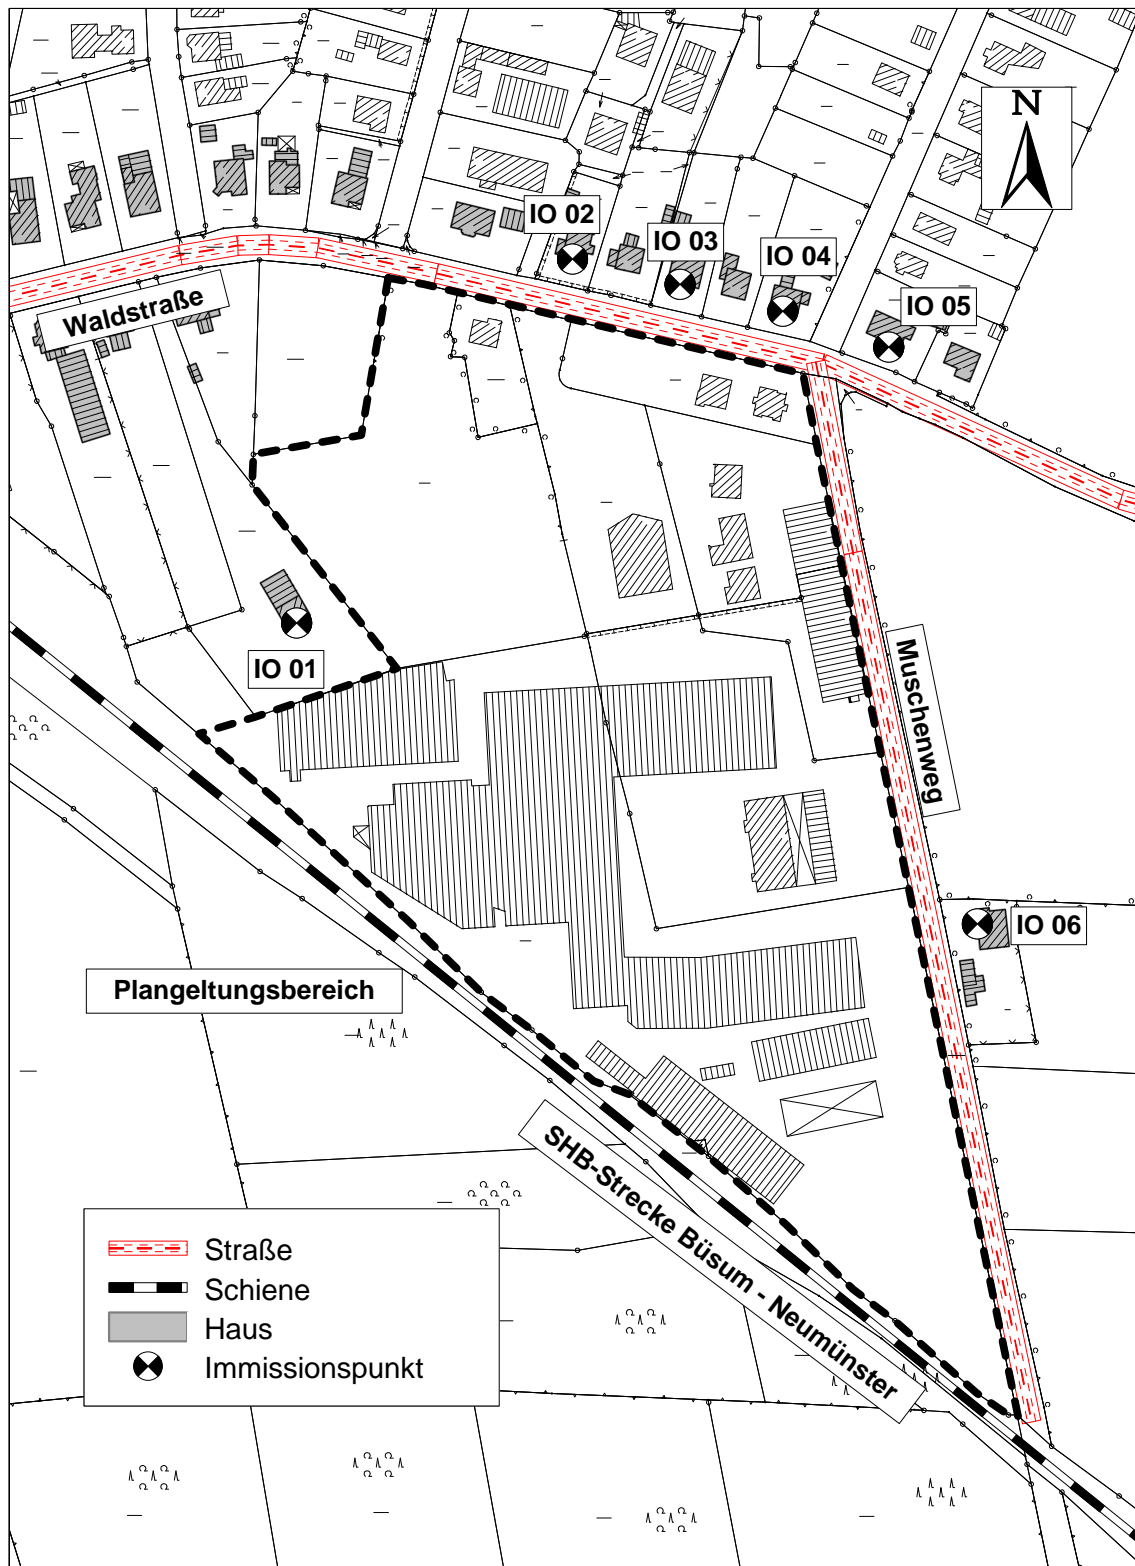 N
IO 02
IO 03
IO 04
IO 05
Waldstraße
IO 01
Muschenweg
IO 06
Plangeltungsbereich
SHB-Strecke Büsum - Neumünster
Straße
Schiene
Haus
Immissionspunkt